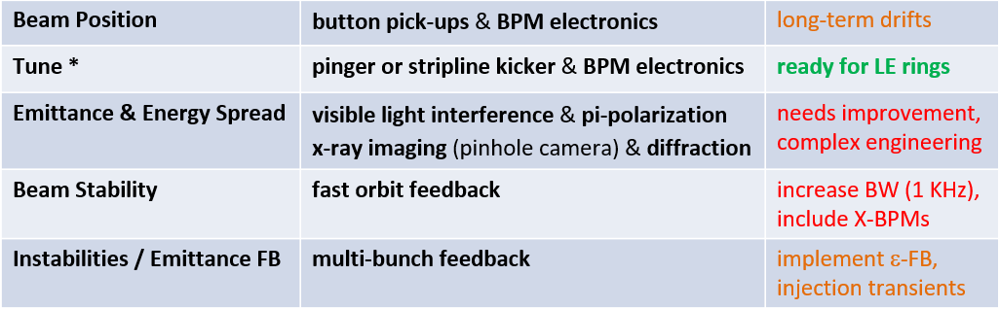 Beam Position button pick-ups & BPM electronics long-term drifts
Tune * pinger or stripline kicker & BPM electronics ready for LE rings
Emittance & Energy Spread visible light interference & pi-polarization needs improvement,
x-ray imaging (pinhole camera) & diffraction complex engineering
Beam Stability fast orbit feedback increase BW (1 KHz),
include X-BPMs
Instabilities / Emittance FB multi-bunch feedback implement ε-FB,
injection transients